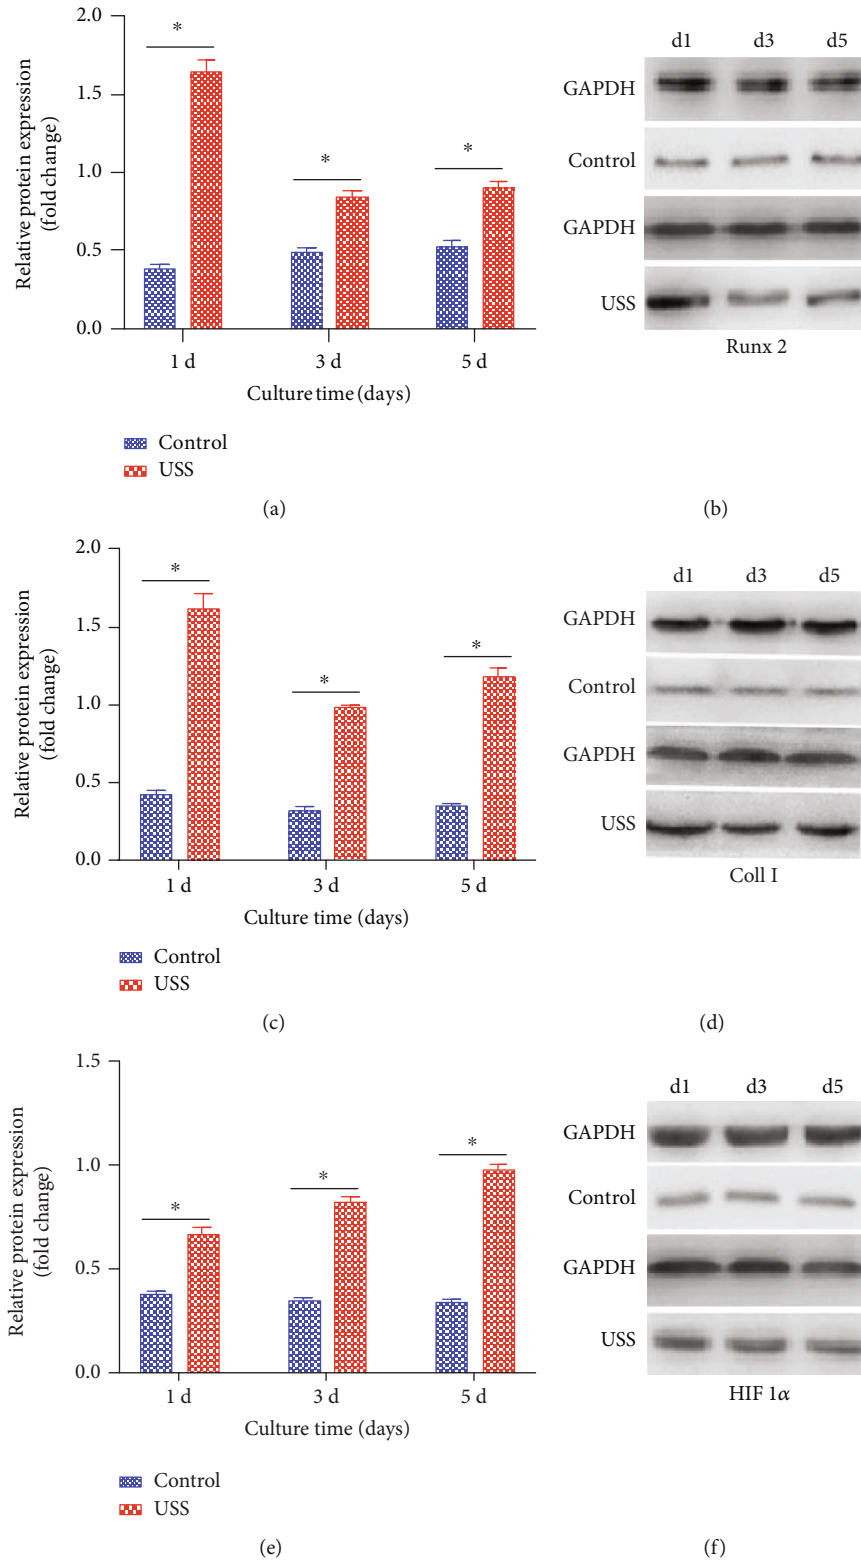 2.0
1.5
1.0
0.5
0.0
Relative protein expression
(fold change)
*
*
*
1 d
3 d
5 d
Culture time (days)
Control
USS
(a)
d1 d3 d5
GAPDH
Control
GAPDH
USS
Runx 2
(b)
2.0
1.5
1.0
0.5
0.0
Relative protein expression
(fold change)
*
*
*
1 d
3 d
5 d
Culture time (days)
Control
USS
(c)
d1 d3 d5
GAPDH
Control
GAPDH
USS
Coll I
(d)
1.5
1.0
0.5
0.0
Relative protein expression
(fold change)
*
*
*
1 d
3 d
5 d
Culture time (days)
Control
USS
(e)
d1 d3 d5
GAPDH
Control
GAPDH
USS
HIF 1α
(f)